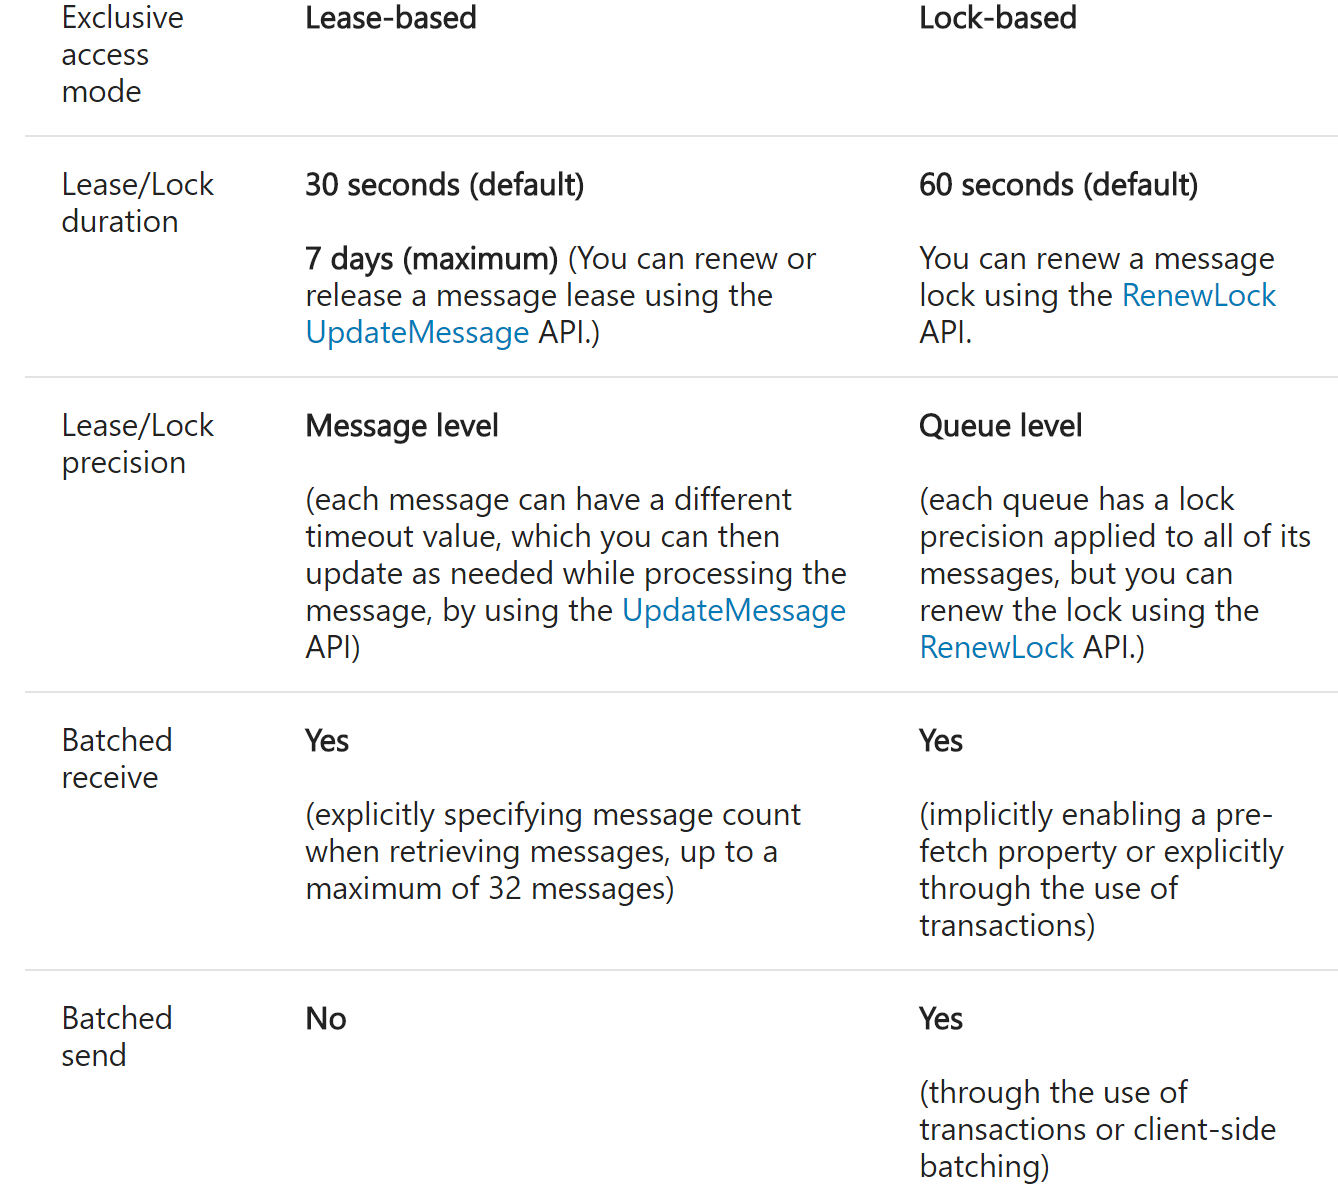 Exclusive
access
mode
Lease-based
Lock-based
Lease/Lock
duration
30 seconds (default)
7 days (maximum) (You can renew or
release a message lease using the
UpdateMessage API.)
60 seconds (default)
You can renew a message
lock using the RenewLock
API.
Lease/Lock
precision
Message level
(each message can have a different
timeout value, which you can then
update as needed while processing the
message, by using the UpdateMessage
API)
Queue level
(each queue has a lock
precision applied to all of its
messages, but you can
renew the lock using the
RenewLock API.)
Batched
receive
Yes
(explicitly specifying message count
when retrieving messages, up to a
maximum of 32 messages)
Yes
(implicitly enabling a pre-
fetch property or explicitly
through the use of
transactions)
Batched
send
No
Yes
(through the use of
transactions or client-side
batching)